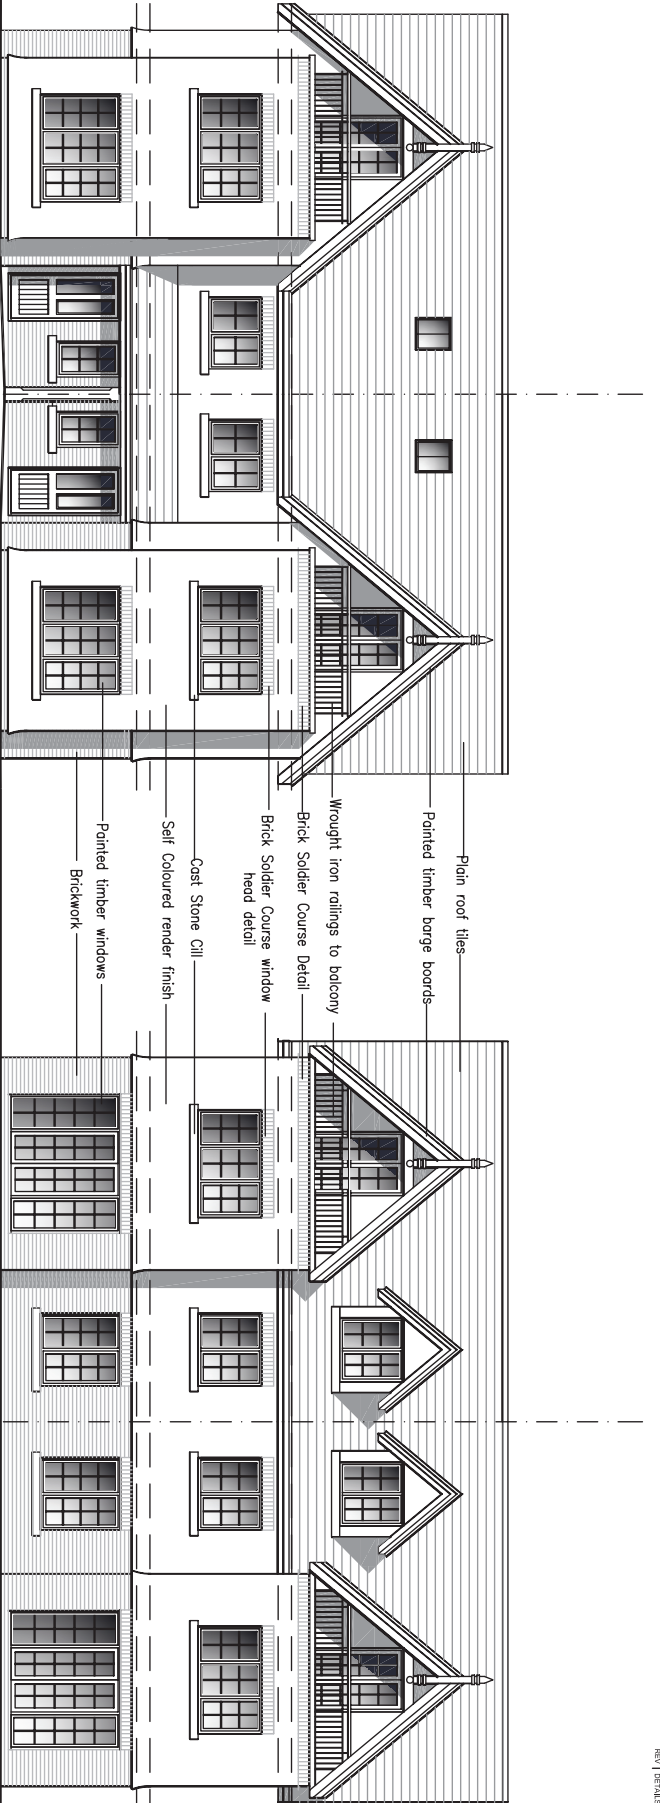 Plain roof tiles
Painted timber barge boards
Wrought iron railings to balcony
Brick Soldier Course Detail
Brick Soldier Course window
head detail
Cast Stone Cill
Self Coloured render finish
Painted timber windows
Brickwork
REV
DETAILS